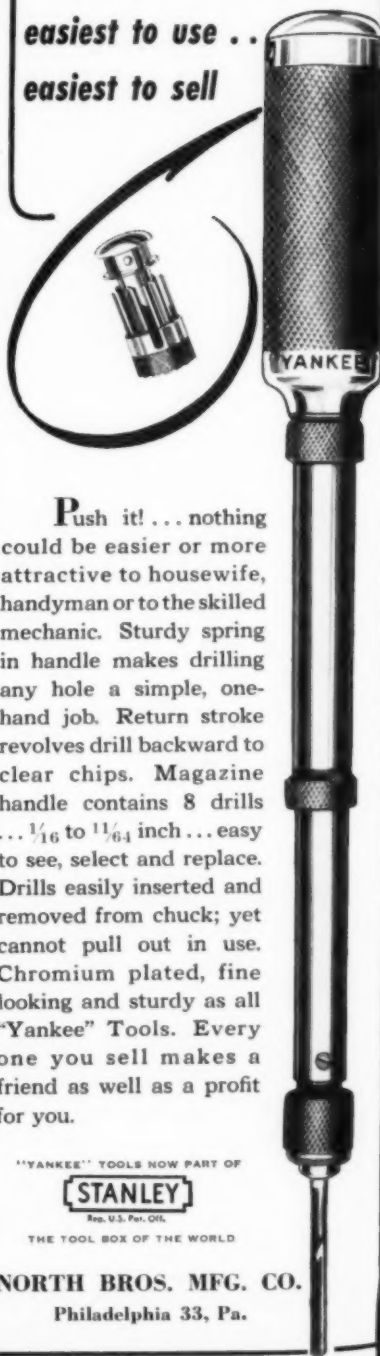 easiest to use . .
easiest to sell
YANKEE
Push it! ... nothing
could be easier or more
attractive to housewife,
handyman or to the skilled
mechanic. Sturdy spring
in handle makes drilling
any hole a simple, one-
hand job. Return stroke
revolves drill backward to
clear chips. Magazine
handle contains 8 drills
... 1/16 to 11/64 inch ... easy
to see, select and replace.
Drills easily inserted and
removed from chuck; yet
cannot pull out in use.
Chromium plated, fine
looking and sturdy as all
"Yankee" Tools. Every
one you sell makes a
friend as well as a profit
for you.
"YANKEE" TOOLS NOW PART OF
STANLEY
Reg. U.S. Pat. Off.
THE TOOL BOX OF THE WORLD
NORTH BROS. MFG. CO.
Philadelphia 33, Pa.